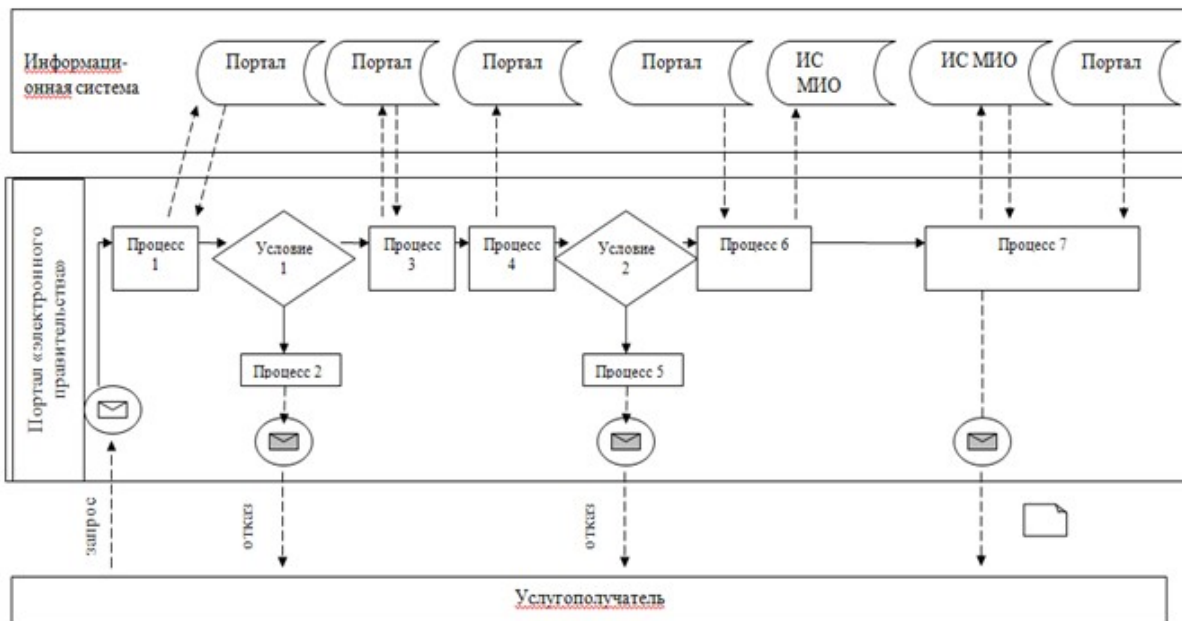 Информаци-
онная система
Портал
Портал
Портал
Портал
ИС
МИО
ИС МИО
Портал
Портал «электронного
правительства»
Процесс
1
Условие
1
Процесс
3
Процесс
4
Условие
2
Процесс 6
Процесс 7
Процесс 2
Процесс 5
запрос
отказ
отказ
Услугополучатель